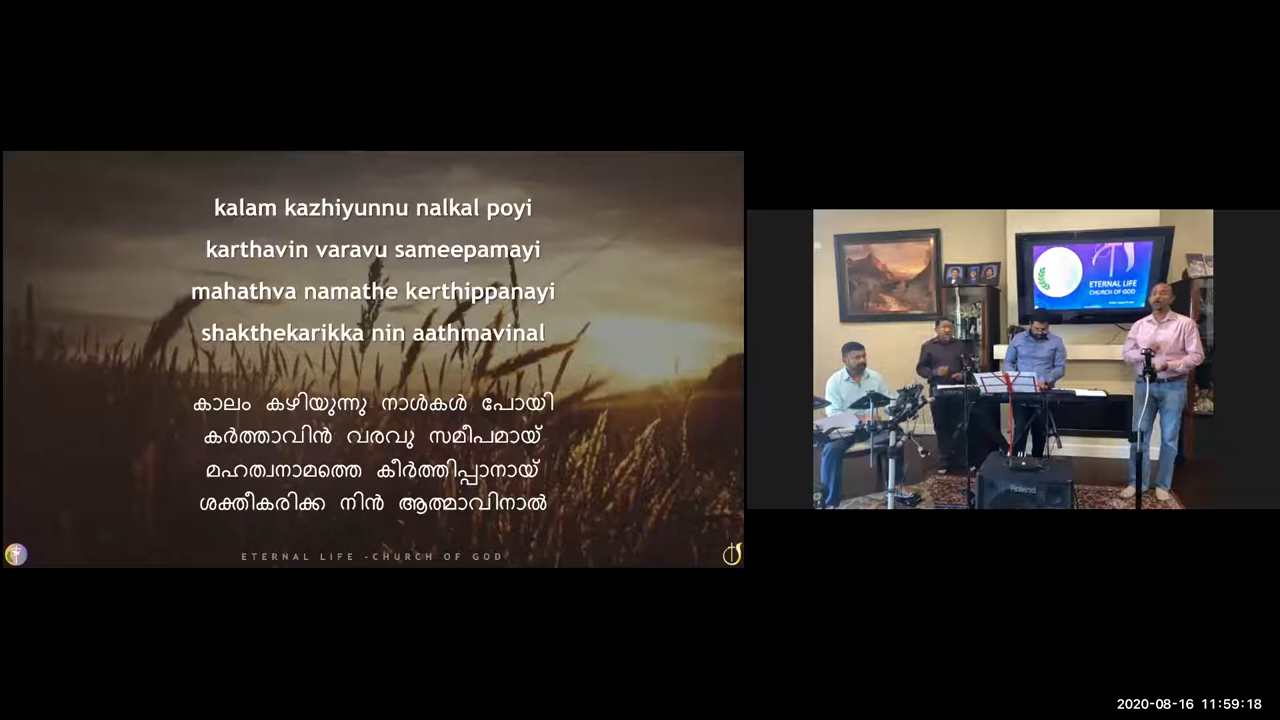 kalam kazhiyunnu nalkal poyi
karthavin varavu sameepamayi
mahathva namathe kerthippanayi
shakthekarikka nin aathmavinal
കാലം കഴിയുന്നു നാൾകൾ പോയി
കർത്താവിൻ വരവു സമീപമായ്
മഹത്വനാമത്തെ കീർത്തിപ്പാനായ്
ശക്തീകരിക്ക നിൻ ആത്മാവിനാൽ
ETERNAL LIFE -CHURCH OF GOD
ETERNAL LIFE
CHURCH OF GOD
Roland
2020-08-16 11:59:18